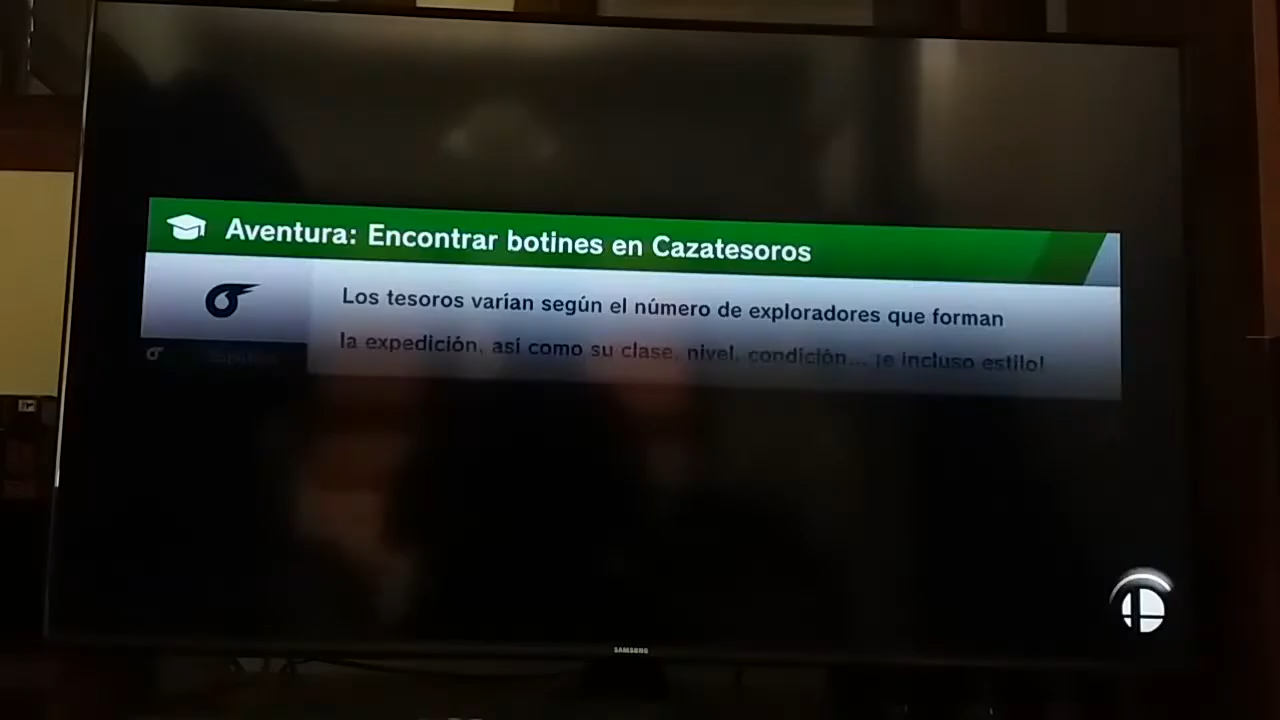 Aventura: Encontrar botines en Cazatesoros
Los tesoros varían según el número de exploradores que forman
la expedición, así como su clase, nivel, condición... ¡e incluso estilo!
SAMSUNG